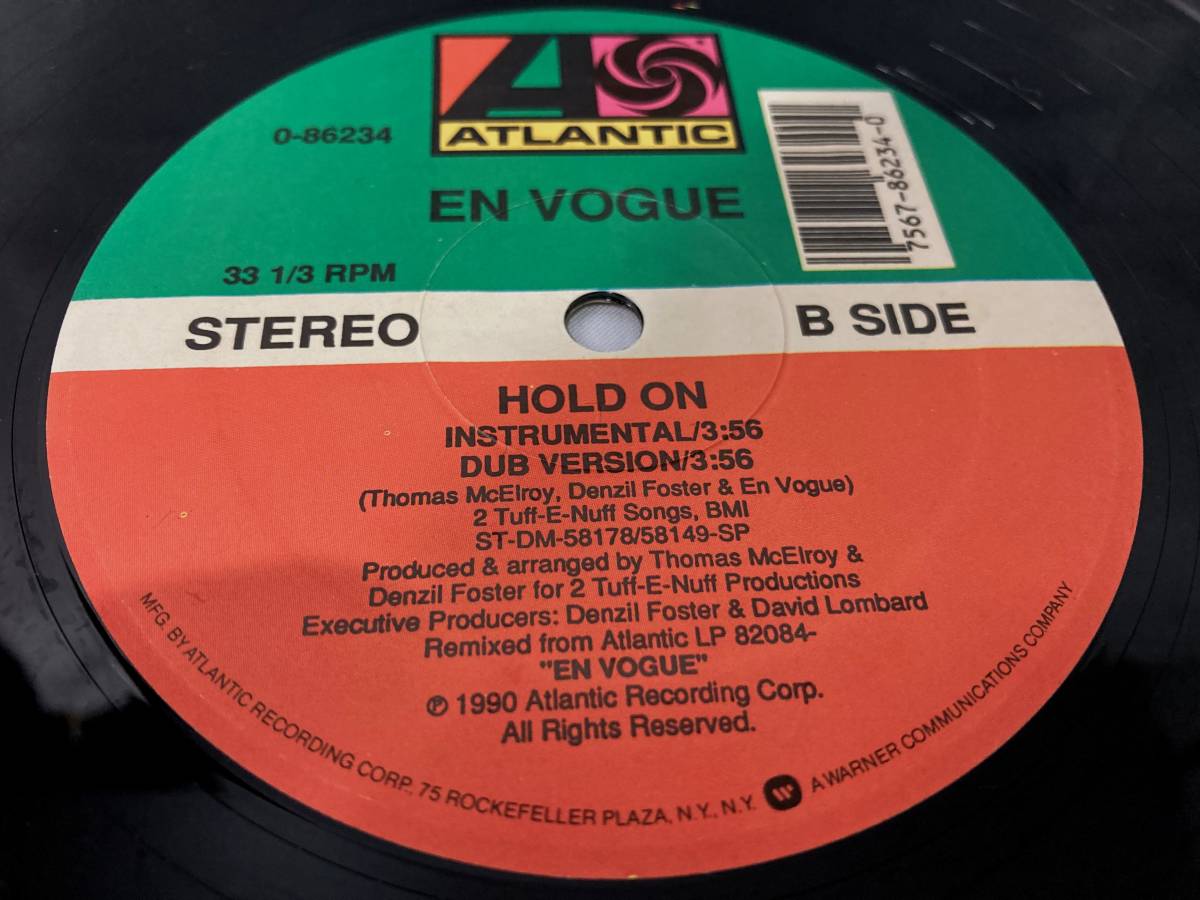 ATLANTIC
0-86234
7567-86234-0
EN VOGUE
33 1/3 RPM
STEREO
B SIDE
HOLD ON
INSTRUMENTAL/3:56
DUB VERSION/3:56
(Thomas McElroy, Denzil Foster & En Vogue)
2 Tuff-E-Nuff Songs, BMI
ST-DM-58178/58149-SP
Produced & arranged by Thomas McElroy &
Denzil Foster for 2 Tuff-E-Nuff Productions
Executive Producers: Denzil Foster & David Lombard
Remixed from Atlantic LP 82084-
"EN VOGUE"
℗ 1990 Atlantic Recording Corp.
All Rights Reserved.
MFG. BY ATLANTIC RECORDING CORP., 75 ROCKEFELLER PLAZA, N.Y., N.Y. A WARNER COMMUNICATIONS COMPANY